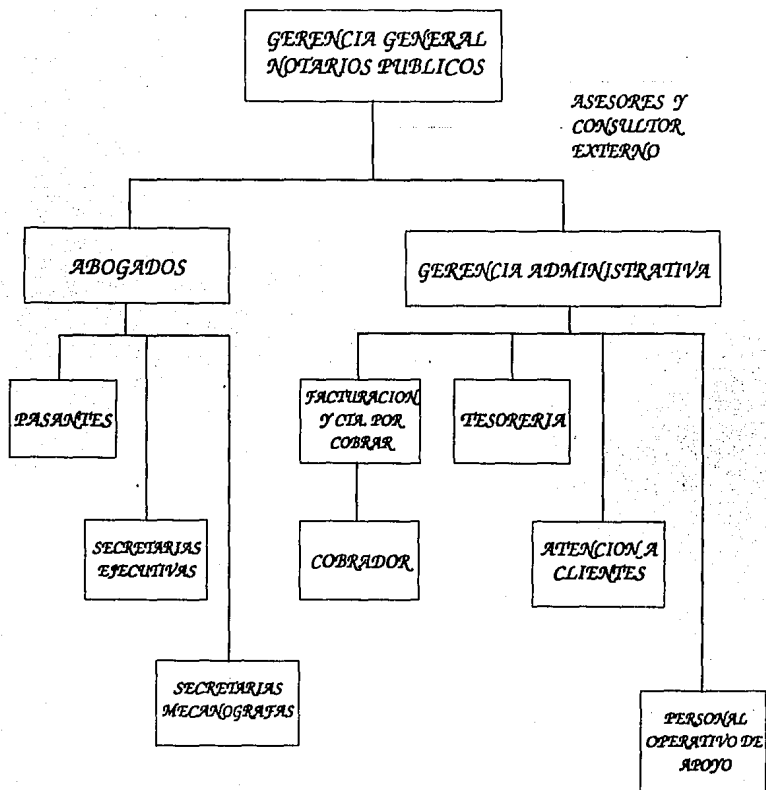 GERENCIA GENERAL
NOTARIOS PUBLICOS
ASESORES Y
CONSULTOR
EXTERNO
ABOGADOS
GERENCIA ADMINISTRATIVA
PASANTES
FACTURACION
Y CTA. POR
COBRAR
TESORERIA
SECRETARIAS
EJECUTIVAS
COBRADOR
ATENCION A
CLIENTES
SECRETARIAS
MECANOGRAFAS
PERSONAL
OPERATIVO DE
APOYO